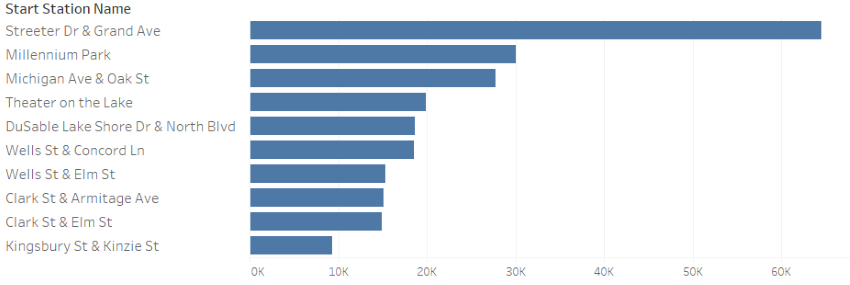 Start Station Name
Streeter Dr & Grand Ave
Millennium Park
Michigan Ave & Oak St
Theater on the Lake
DuSable Lake Shore Dr & North Blvd
Wells St & Concord Ln
Wells St & Elm St
Clark St & Armitage Ave
Clark St & Elm St
Kingsbury St & Kinzie St
0K 10K 20K 30K 40K 50K 60K